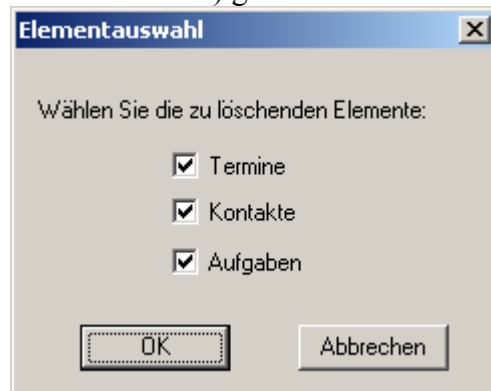 Elementauswahl
Wählen Sie die zu löschenden Elemente:
Termine
Kontakte
Aufgaben
OK Abbrechen